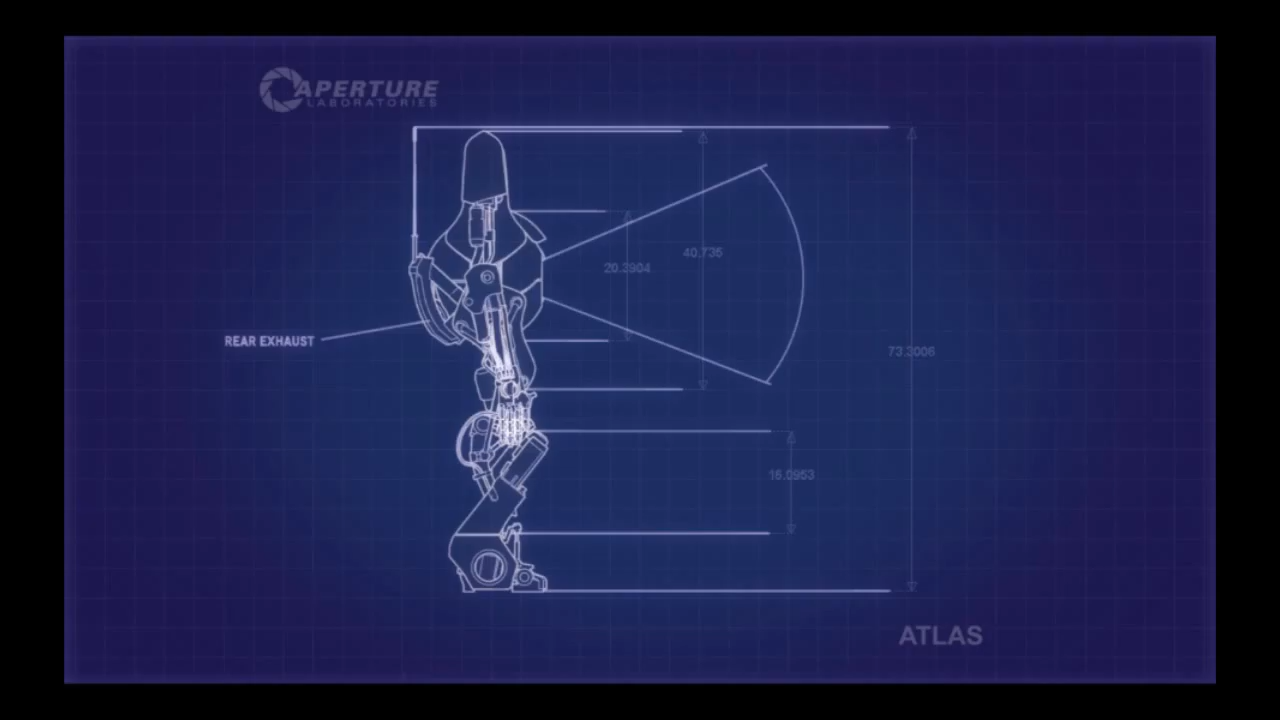 APERTURE
LABORATORIES
40.735
20.3904
REAR EXHAUST
73.3006
16.0953
ATLAS